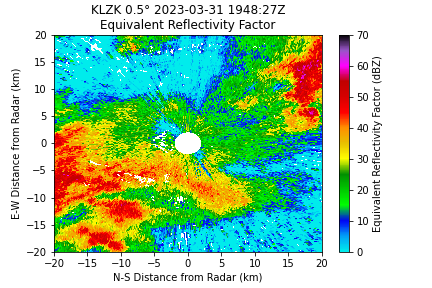 KLZK 0.5° 2023-03-31 1948:27Z
Equivalent Reflectivity Factor
20
15
10
5
0
−5
−10
−15
−20
E-W Distance from Radar (km)
−20 −15 −10 −5 0 5 10 15 20
N-S Distance from Radar (km)
70
60
50
40
30
20
10
0
Equivalent Reflectivity Factor (dBZ)